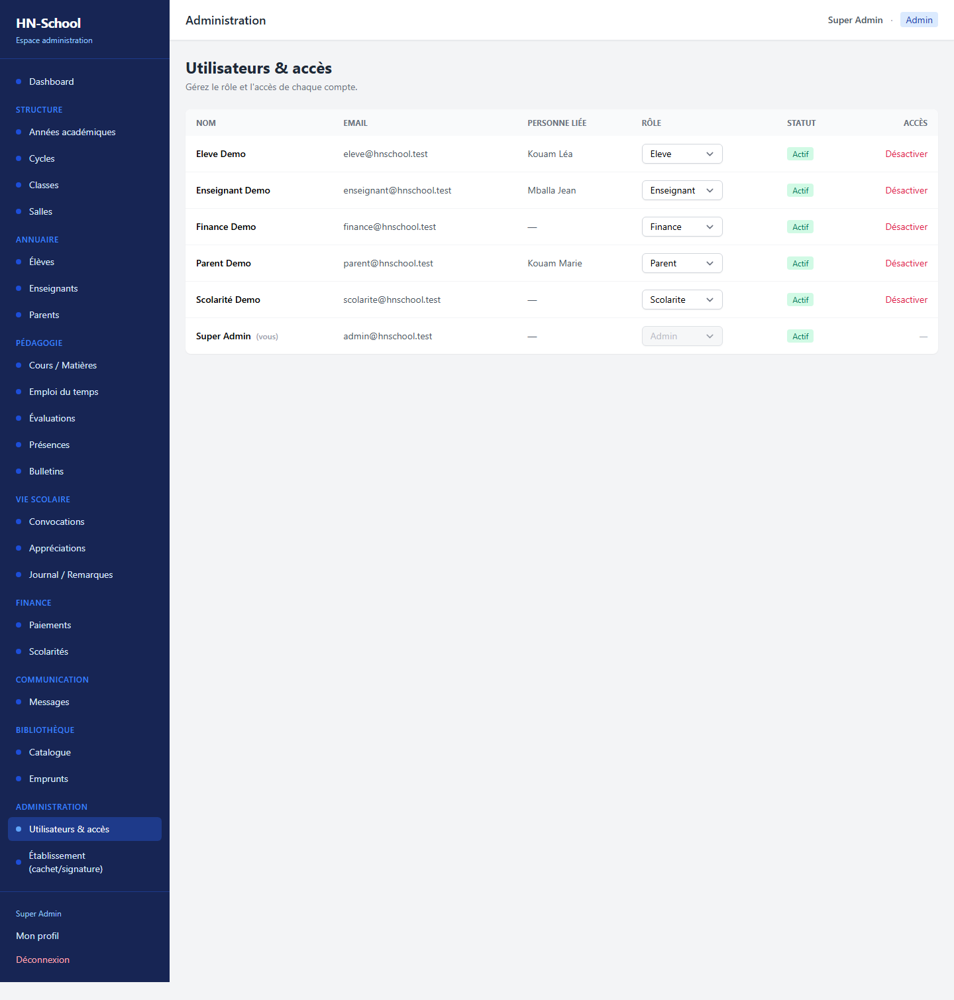 HN-School
Espace administration
Dashboard
STRUCTURE
Années académiques
Cycles
Classes
Salles
ANNUAIRE
Élèves
Enseignants
Parents
PÉDAGOGIE
Cours / Matières
Emploi du temps
Évaluations
Présences
Bulletins
VIE SCOLAIRE
Convocations
Appréciations
Journal / Remarques
FINANCE
Paiements
Scolarités
COMMUNICATION
Messages
BIBLIOTHÈQUE
Catalogue
Emprunts
ADMINISTRATION
Utilisateurs & accès
Établissement
(cachet/signature)
Super Admin
Mon profil
Déconnexion
Administration
Super Admin · Admin
Utilisateurs & accès
Gérez le rôle et l'accès de chaque compte.
NOM EMAIL PERSONNE LIÉE RÔLE STATUT ACCÈS
Eleve Demo eleve@hnschool.test Kouam Léa Eleve Actif Désactiver
Enseignant Demo enseignant@hnschool.test Mballa Jean Enseignant Actif Désactiver
Finance Demo finance@hnschool.test — Finance Actif Désactiver
Parent Demo parent@hnschool.test Kouam Marie Parent Actif Désactiver
Scolarité Demo scolarite@hnschool.test — Scolarite Actif Désactiver
Super Admin (vous) admin@hnschool.test — Admin Actif —